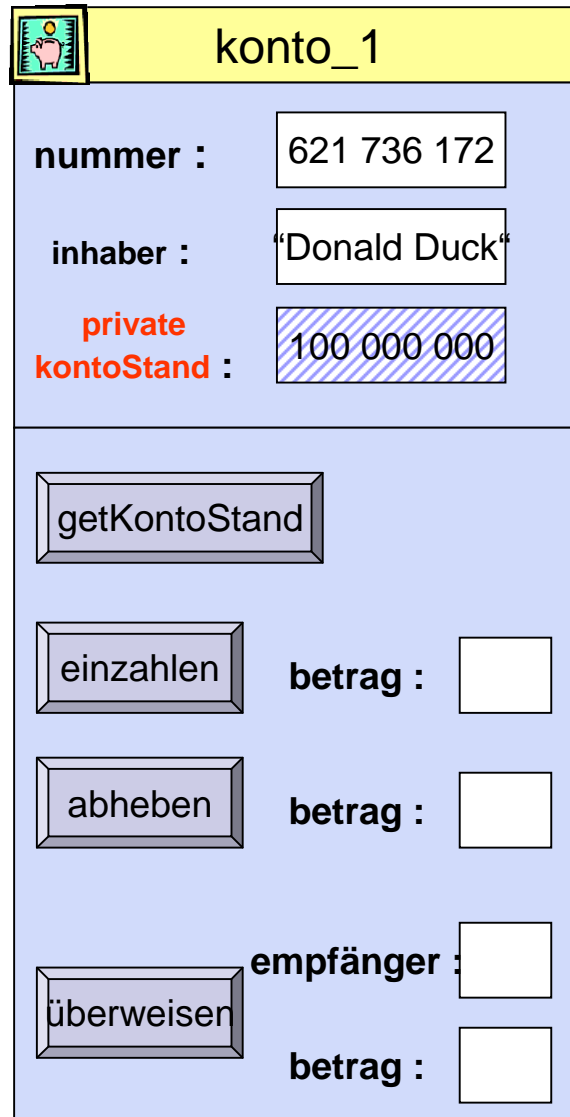 konto_1
nummer : 621 736 172
inhaber : “Donald Duck“
private
kontoStand : 100 000 000
getKontoStand
einzahlen betrag :
abheben betrag :
empfänger :
überweisen
betrag :